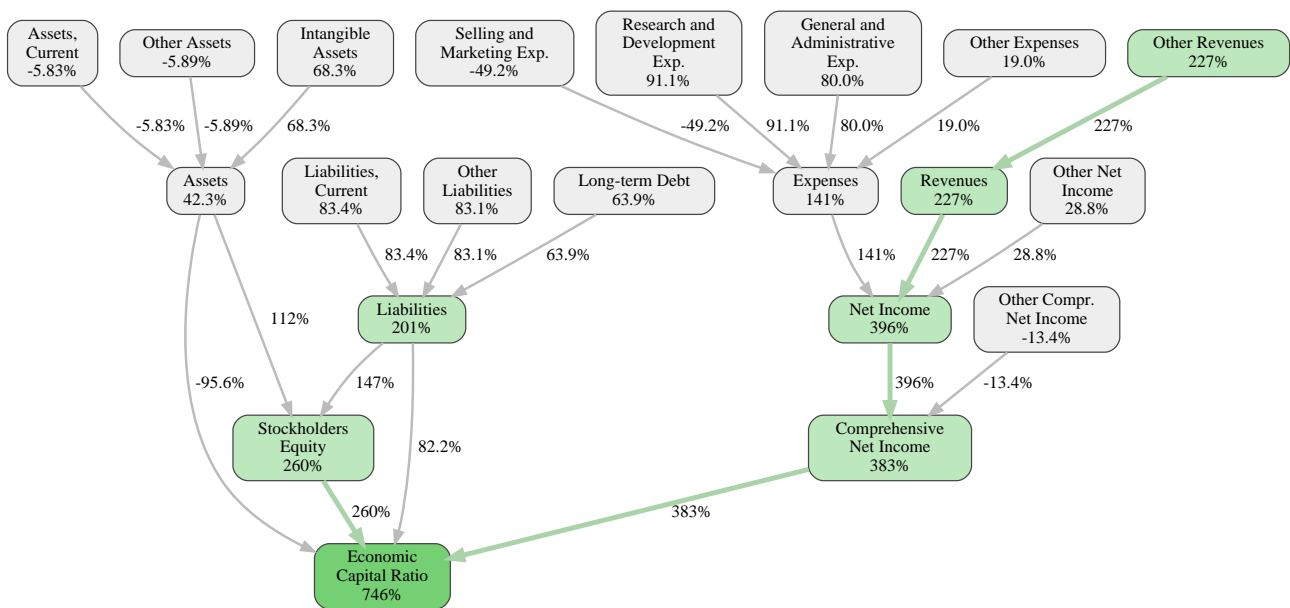 Assets,
Current
-5.83%
Other Assets
-5.89%
Intangible
Assets
68.3%
Selling and
Marketing Exp.
-49.2%
Research and
Development
Exp.
91.1%
General and
Administrative
Exp.
80.0%
Other Expenses
19.0%
Other Revenues
227%
-5.83%
-5.89%
68.3%
-49.2%
91.1%
80.0%
19.0%
227%
Assets
42.3%
Liabilities,
Current
83.4%
Other
Liabilities
83.1%
Long-term Debt
63.9%
Expenses
141%
Revenues
227%
Other Net
Income
28.8%
83.4%
83.1%
63.9%
141%
227%
28.8%
112%
Liabilities
201%
Net Income
396%
Other Compr.
Net Income
-13.4%
-95.6%
147%
396%
-13.4%
Stockholders
Equity
260%
82.2%
Comprehensive
Net Income
383%
260%
383%
Economic
Capital Ratio
746%